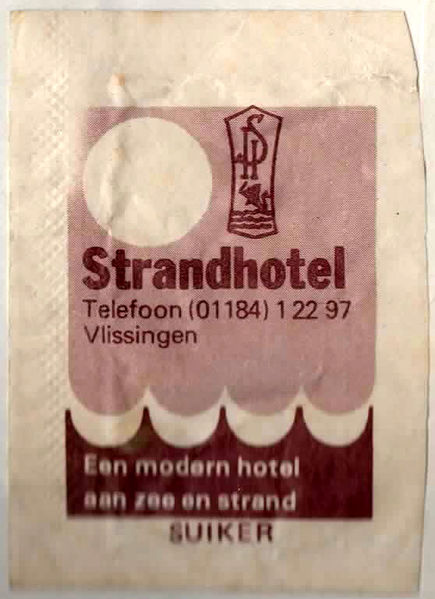 Strandhotel
Telefoon (01184) 1 22 97
Vlissingen
Een modern hotel
aan zee en strand
SUIKER